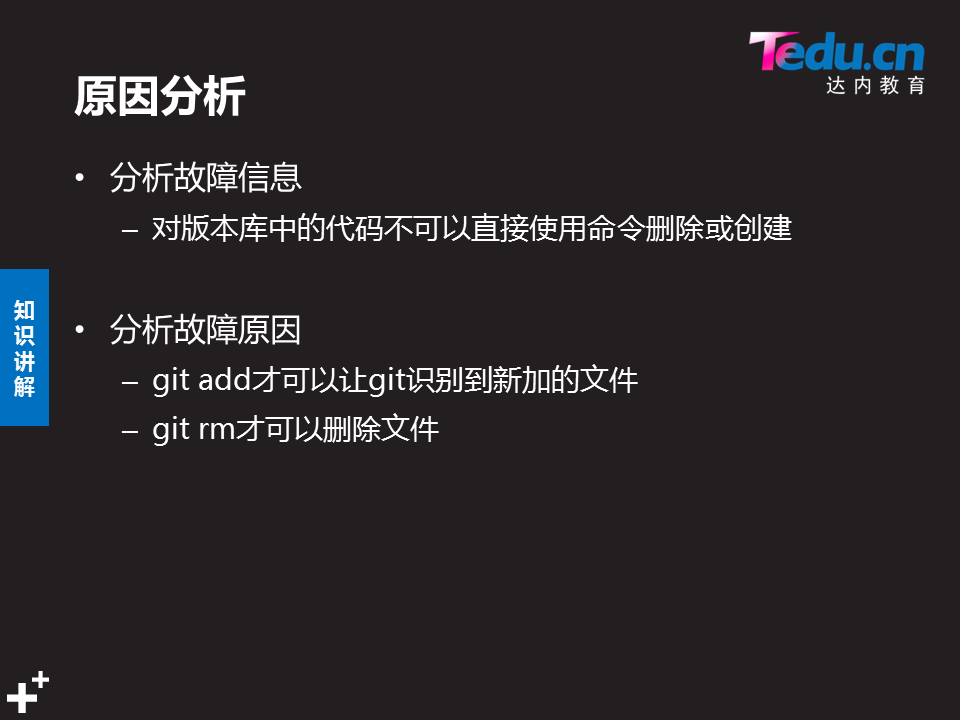 Tedu.cn
达内教育
原因分析
• 分析故障信息
– 对版本库中的代码不可以直接使用命令删除或创建
知识讲解
• 分析故障原因
– git add才可以让git识别到新加的文件
– git rm才可以删除文件